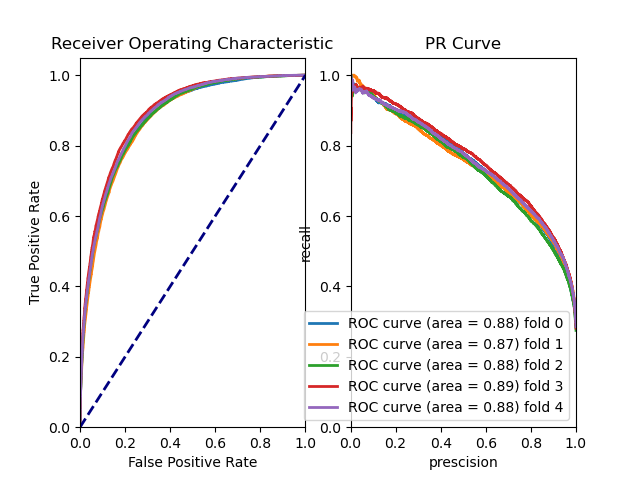 Receiver Operating Characteristic
PR Curve
1.0
0.8
0.6
0.4
0.2
0.0
True Positive Rate
0.0 0.2 0.4 0.6 0.8 1.0
False Positive Rate
1.0
0.8
0.6
0.4
0.2
0.0
recall
ROC curve (area = 0.88) fold 0
ROC curve (area = 0.87) fold 1
ROC curve (area = 0.88) fold 2
ROC curve (area = 0.89) fold 3
ROC curve (area = 0.88) fold 4
0.0 0.2 0.4 0.6 0.8 1.0
prescision